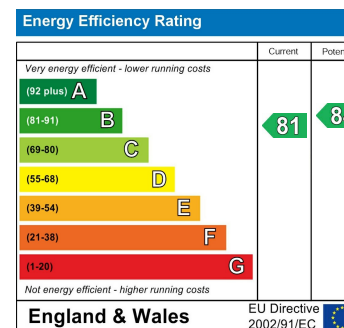 Energy Efficiency Rating
Current
Very energy efficient - lower running costs
(92 plus) A
(81-91) B
81
(69-80) C
(55-68) D
(39-54) E
(21-38) F
(1-20) G
Not energy efficient - higher running costs
England & Wales
EU Directive
2002/91/EC